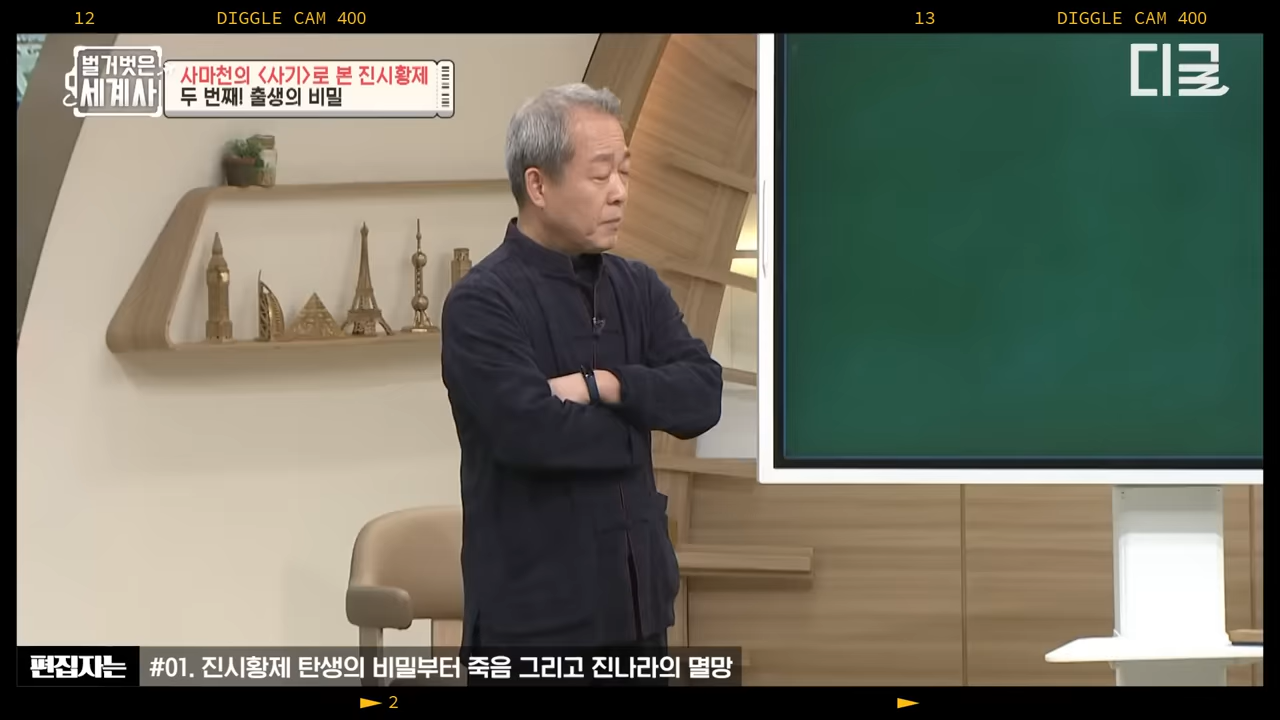 12
DIGGLE CAM 400
13
DIGGLE CAM 400
벌거벗은
세계사
사마천의 <사기>로 본 진시황제
두 번째! 출생의 비밀
디글
편집자는
#01. 진시황제 탄생의 비밀부터 죽음 그리고 진나라의 멸망
2